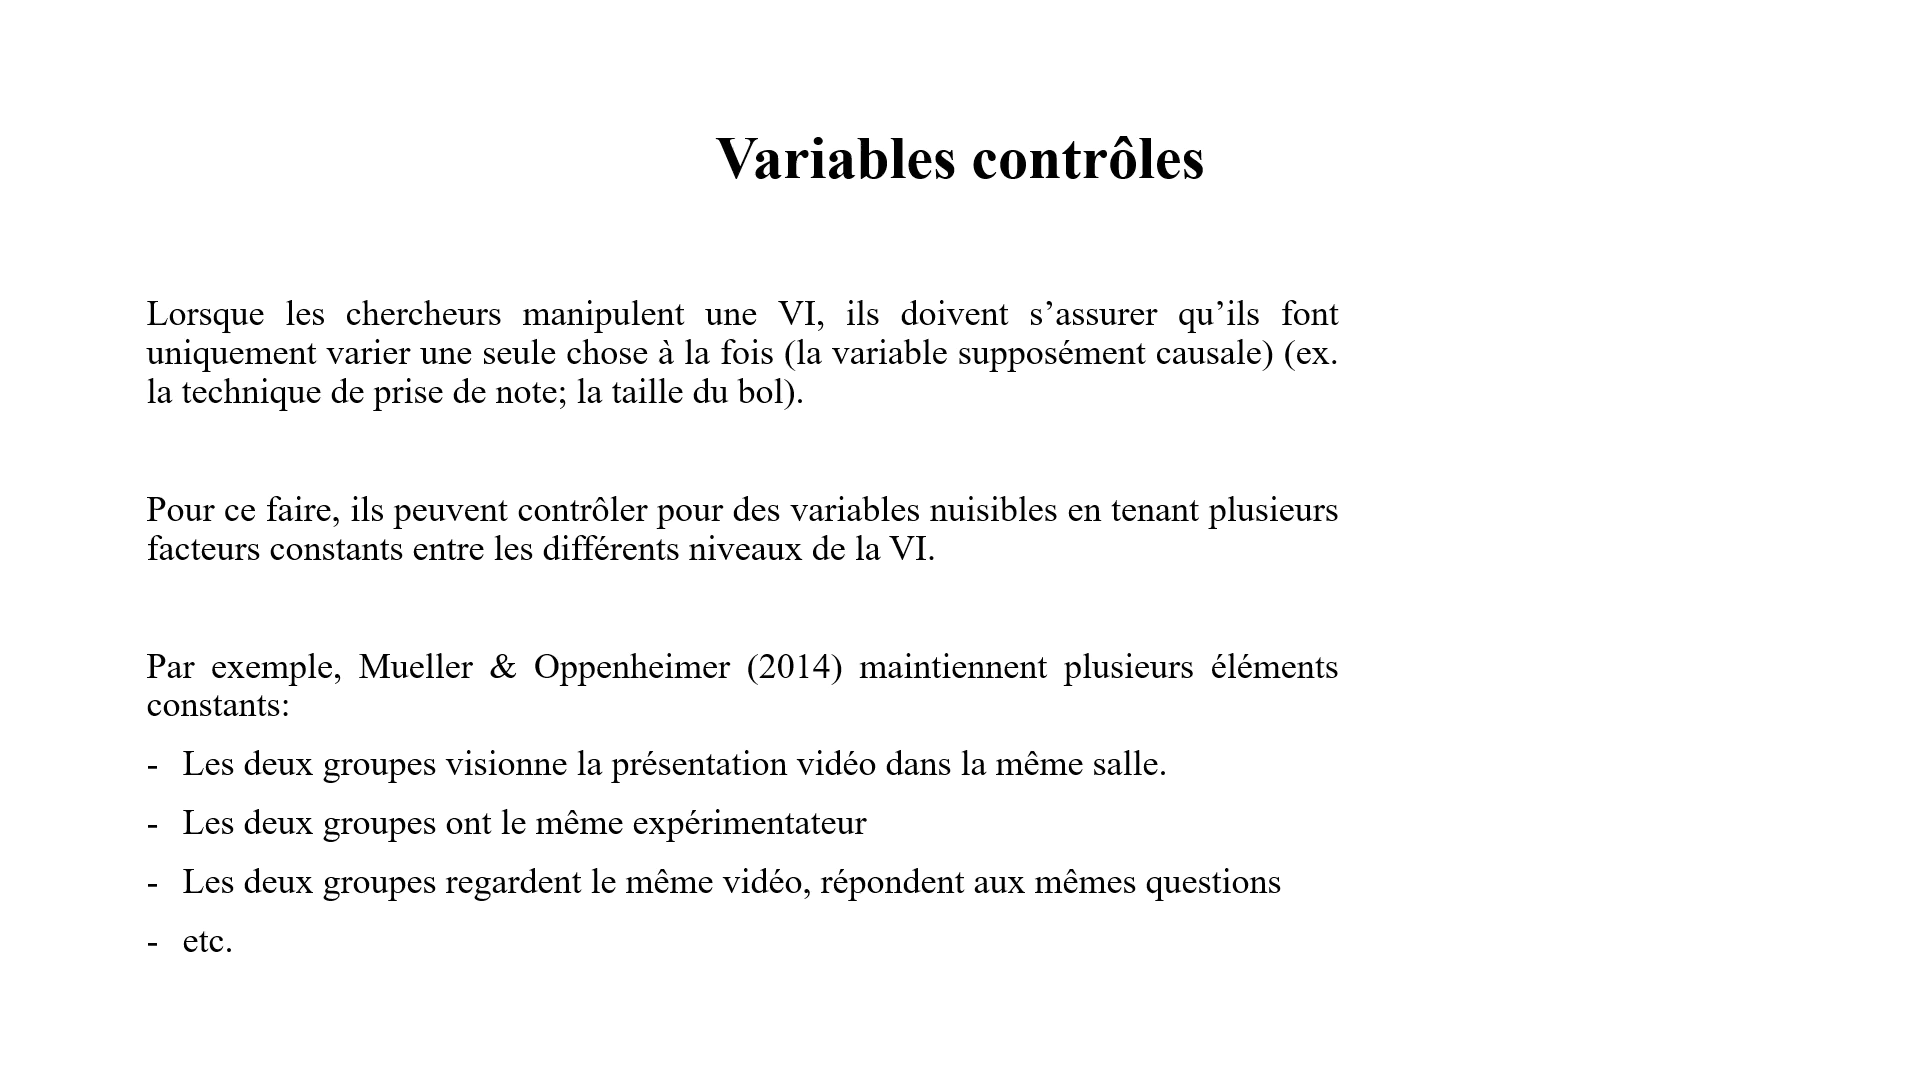 Variables contrôles
Lorsque les chercheurs manipulent une VI, ils doivent s’assurer qu’ils font
uniquement varier une seule chose à la fois (la variable supposément causale) (ex.
la technique de prise de note; la taille du bol).
Pour ce faire, ils peuvent contrôler pour des variables nuisibles en tenant plusieurs
facteurs constants entre les différents niveaux de la VI.
Par exemple, Mueller & Oppenheimer (2014) maintiennent plusieurs éléments
constants:
- Les deux groupes visionne la présentation vidéo dans la même salle.
- Les deux groupes ont le même expérimentateur
- Les deux groupes regardent le même vidéo, répondent aux mêmes questions
- etc.